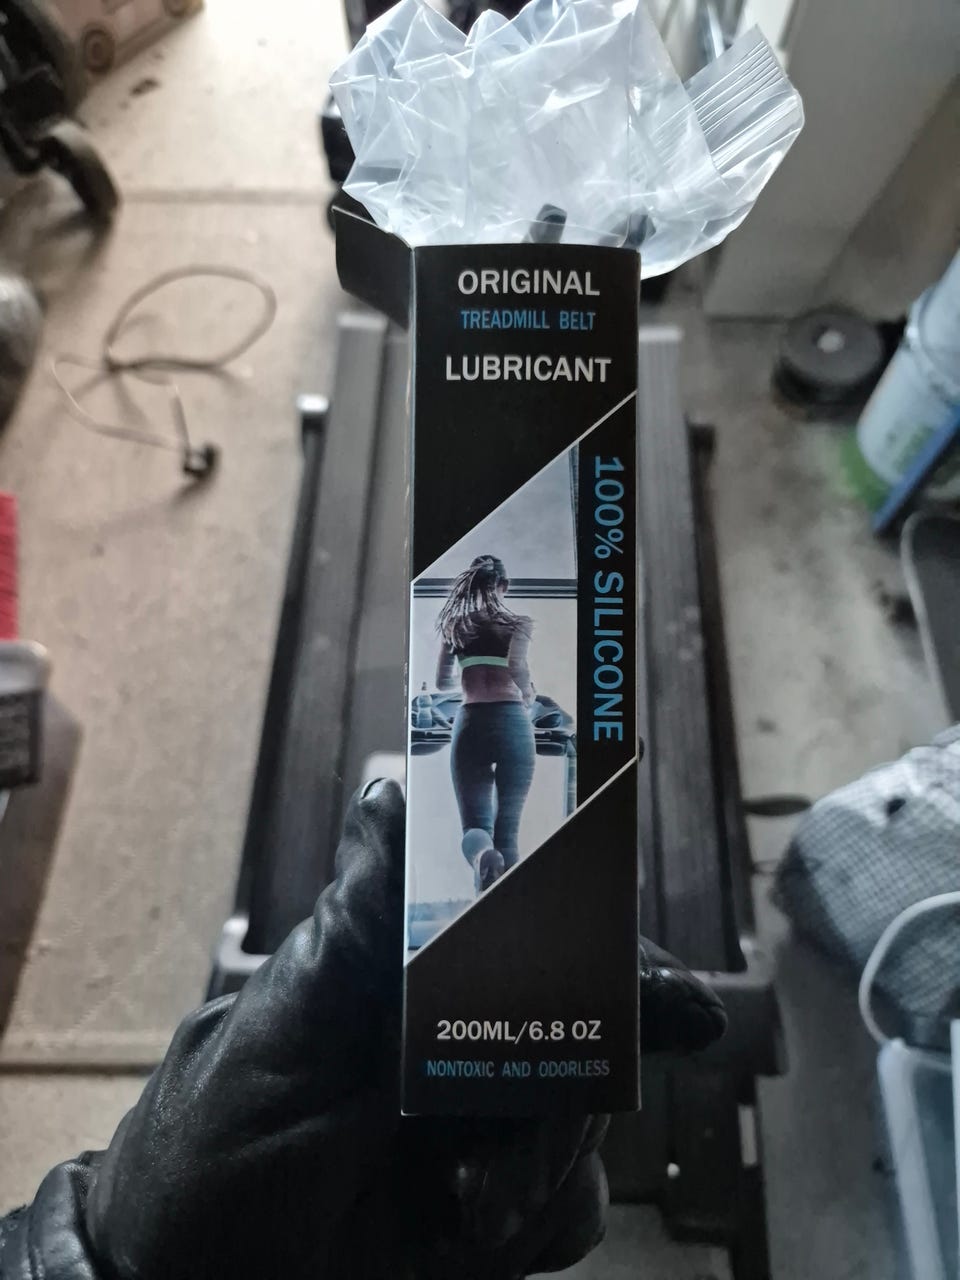 ORIGINAL
TREADMILL BELT
LUBRICANT
100% SILICONE
200ML/6.8 OZ
NONTOXIC AND ODORLESS